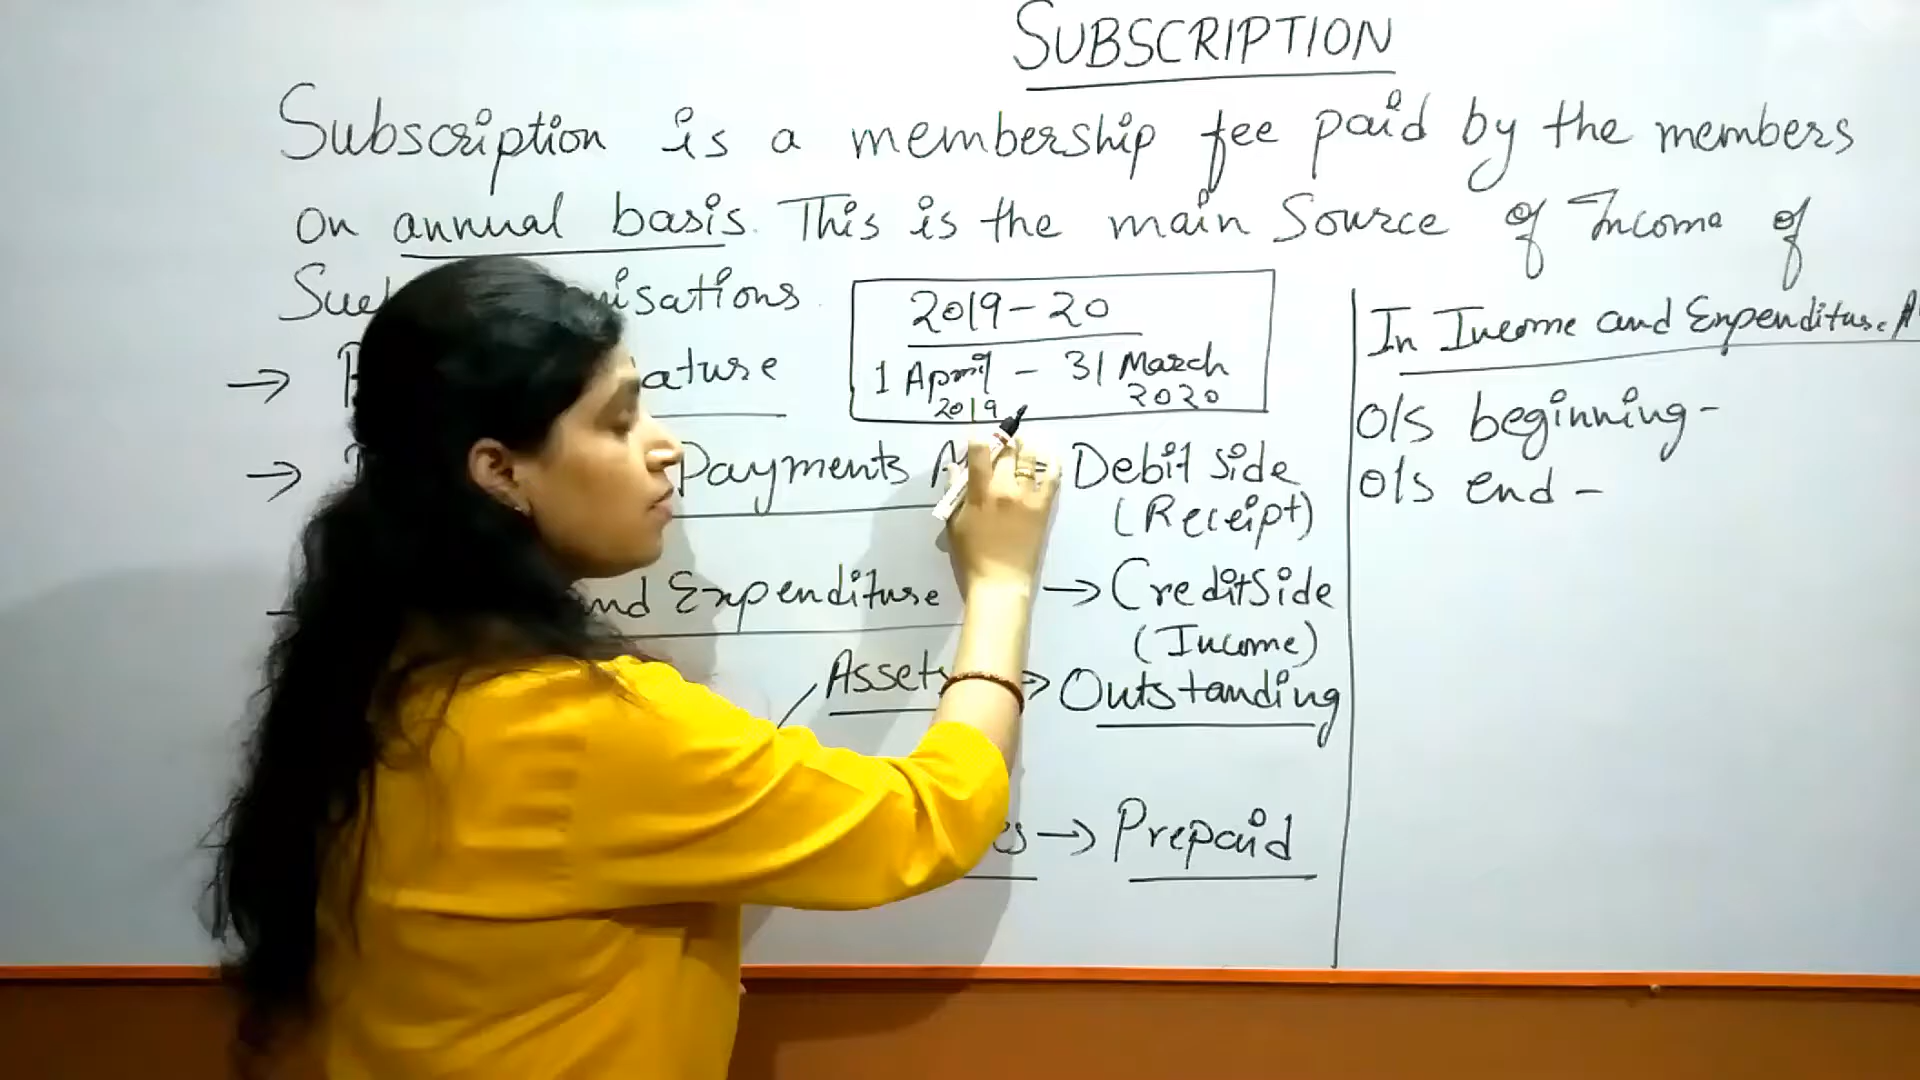 SUBSCRIPTION
Subscription is a membership fee paid by the members
on annual basis. This is the main Source of Income of
isations.
ature
Payments A = Debit side
(Receipt)
nd Expenditure → Credit Side
(Income)
Assets → Outstanding
es → Prepaid
2019-20
1 April - 31 March
2019 2020
In Income and Expenditure A
O/S beginning -
O/S end -